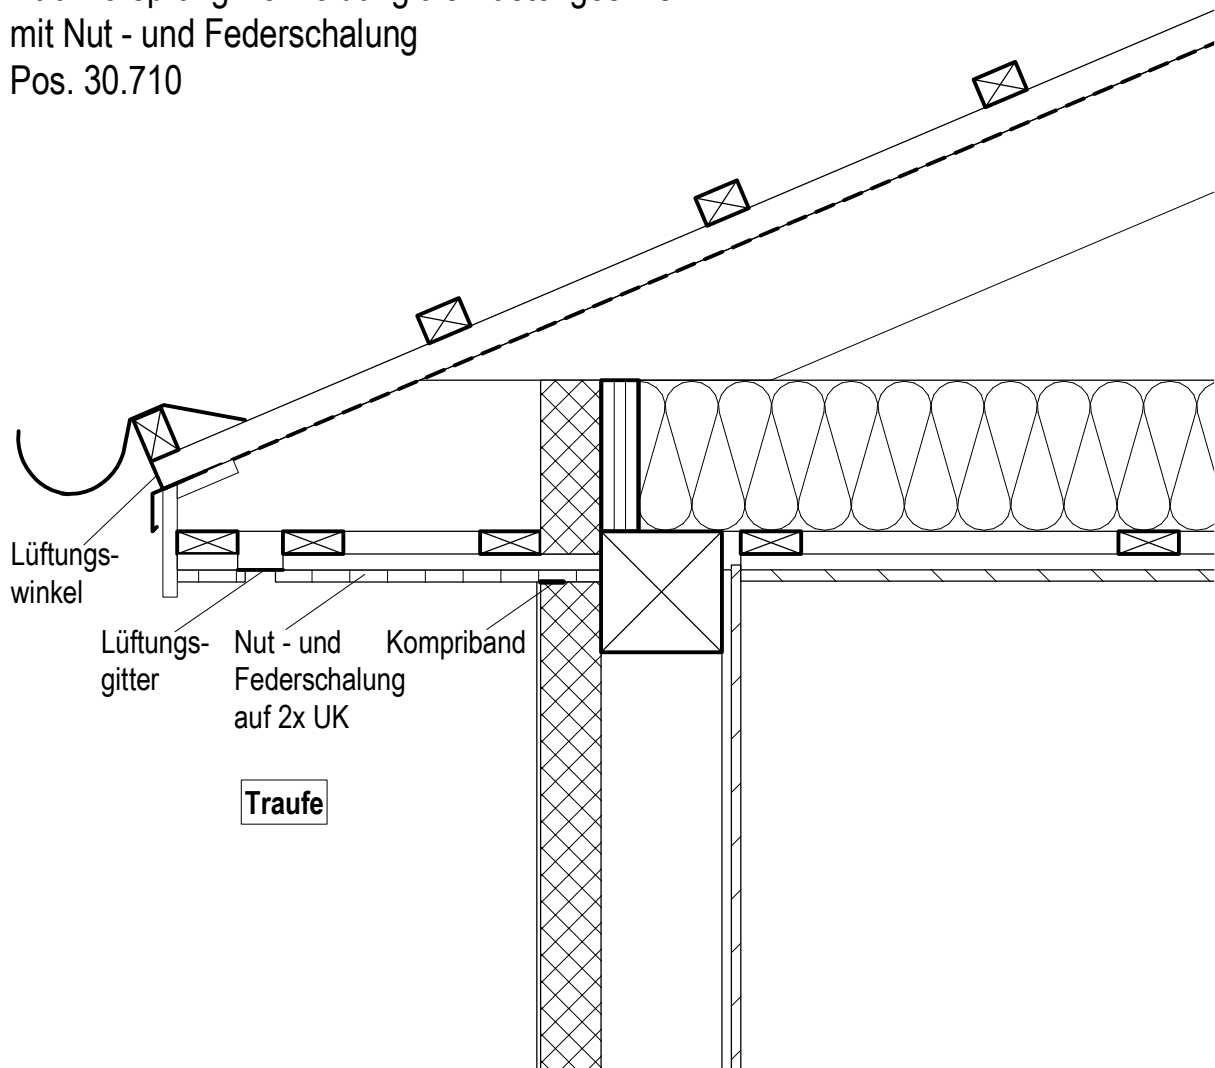 mit Nut - und Federschalung
Pos. 30.710
Lüftungs-
winkel
Lüftungs-
gitter
Nut - und
Federschalung
auf 2x UK
Kompriband
Traufe